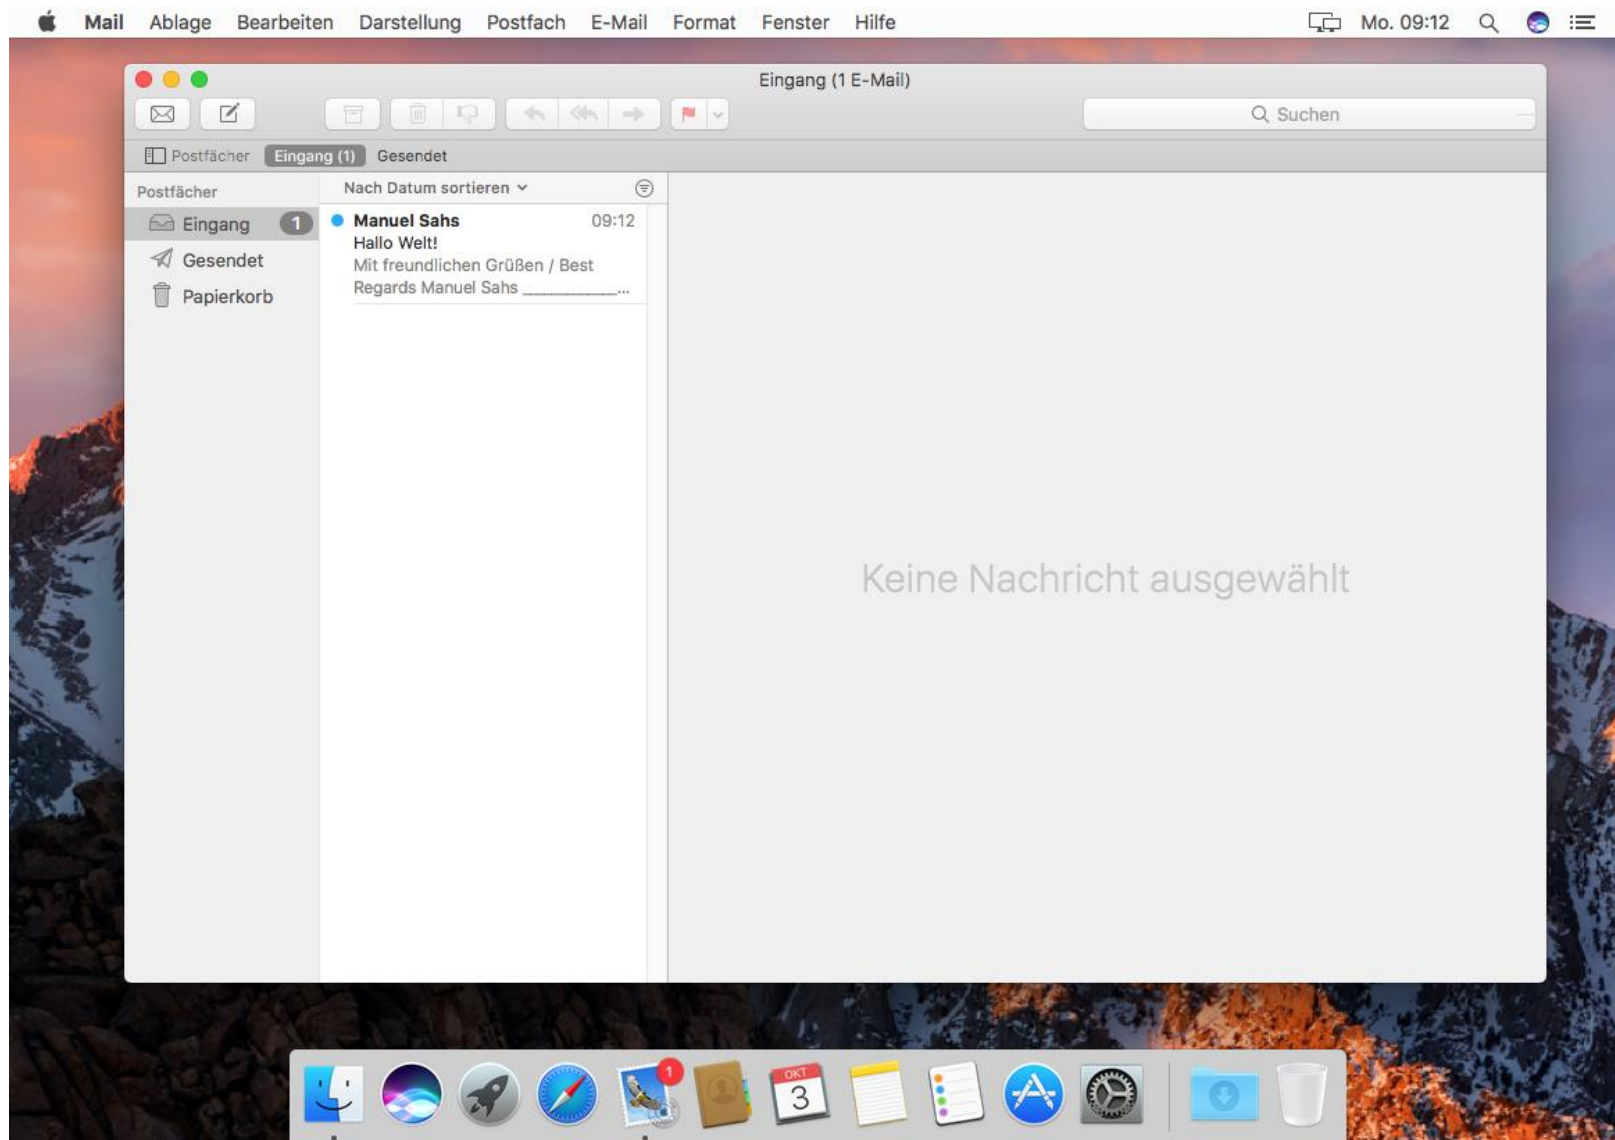 Mail Ablage Bearbeiten Darstellung Postfach E-Mail Format Fenster Hilfe Mo. 09:12
Eingang (1 E-Mail)
Suchen
Postfächer Eingang (1) Gesendet
Postfächer
Eingang 1
Gesendet
Papierkorb
Nach Datum sortieren
Manuel Sahs 09:12
Hallo Welt!
Mit freundlichen Grüßen / Best
Regards Manuel Sahs ____________...
Keine Nachricht ausgewählt
1
OKT
3